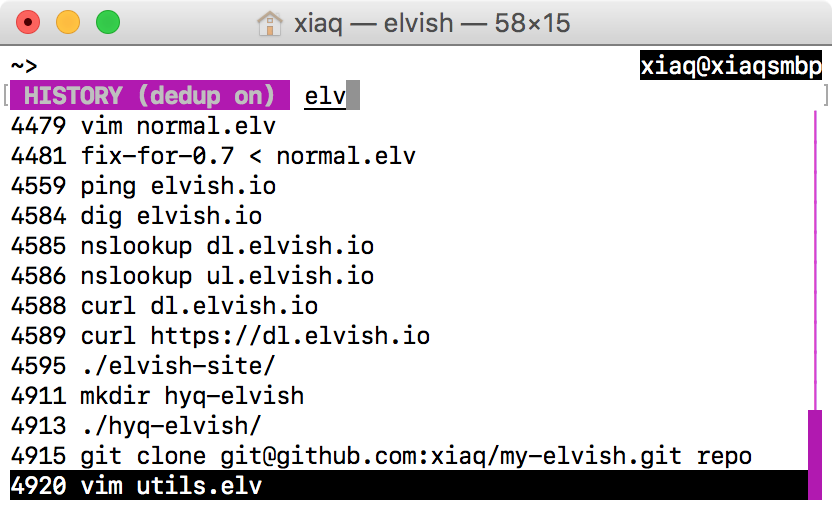 xiaq — elvish — 58×15
~> xiaq@xiaqsmbp
HISTORY (dedup on) elv
4479 vim normal.elv
4481 fix-for-0.7 < normal.elv
4559 ping elvish.io
4584 dig elvish.io
4585 nslookup dl.elvish.io
4586 nslookup ul.elvish.io
4588 curl dl.elvish.io
4589 curl https://dl.elvish.io
4595 ./elvish-site/
4911 mkdir hyq-elvish
4913 ./hyq-elvish/
4915 git clone git@github.com:xiaq/my-elvish.git repo
4920 vim utils.elv